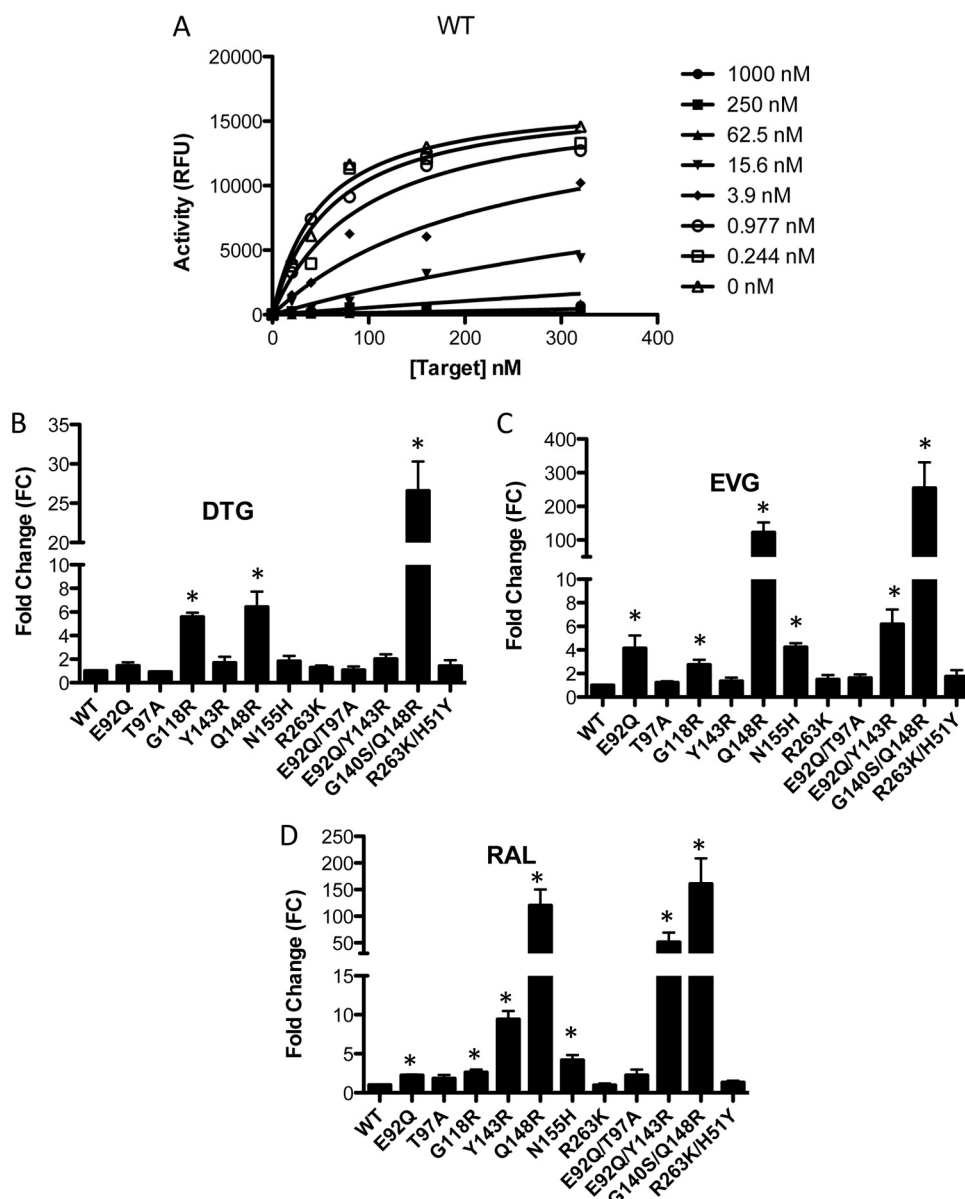 A
WT
20000
15000
10000
5000
0
Activity (RFU)
0
100
200
300
400
[Target] nM
1000 nM
250 nM
62.5 nM
15.6 nM
3.9 nM
0.977 nM
0.244 nM
0 nM
B
DTG
Fold Change (FC)
35
30
25
20
10
8
6
4
2
0
*
*
*
WT
E92Q
T97A
G118R
Y143R
Q148R
N155H
R263K
E92Q/T97A
E92Q/Y143R
G140S/Q148R
R263K/H51Y
C
EVG
Fold Change (FC)
400
300
200
100
10
8
6
4
2
0
*
*
*
*
*
*
WT
E92Q
T97A
G118R
Y143R
Q148R
N155H
R263K
E92Q/T97A
E92Q/Y143R
G140S/Q148R
R263K/H51Y
D
RAL
Fold Change (FC)
250
200
150
100
50
15
10
5
0
*
*
*
*
*
*
*
WT
E92Q
T97A
G118R
Y143R
Q148R
N155H
R263K
E92Q/T97A
E92Q/Y143R
G140S/Q148R
R263K/H51Y